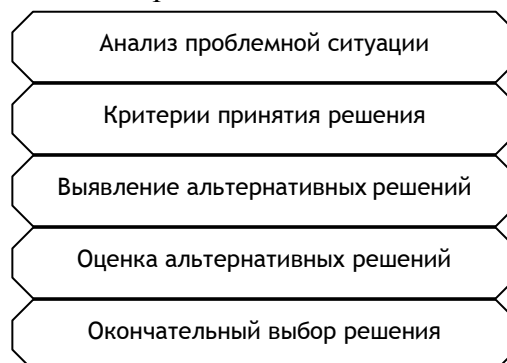 Анализ проблемной ситуации
Критерии принятия решения
Выявление альтернативных решений
Оценка альтернативных решений
Окончательный выбор решения